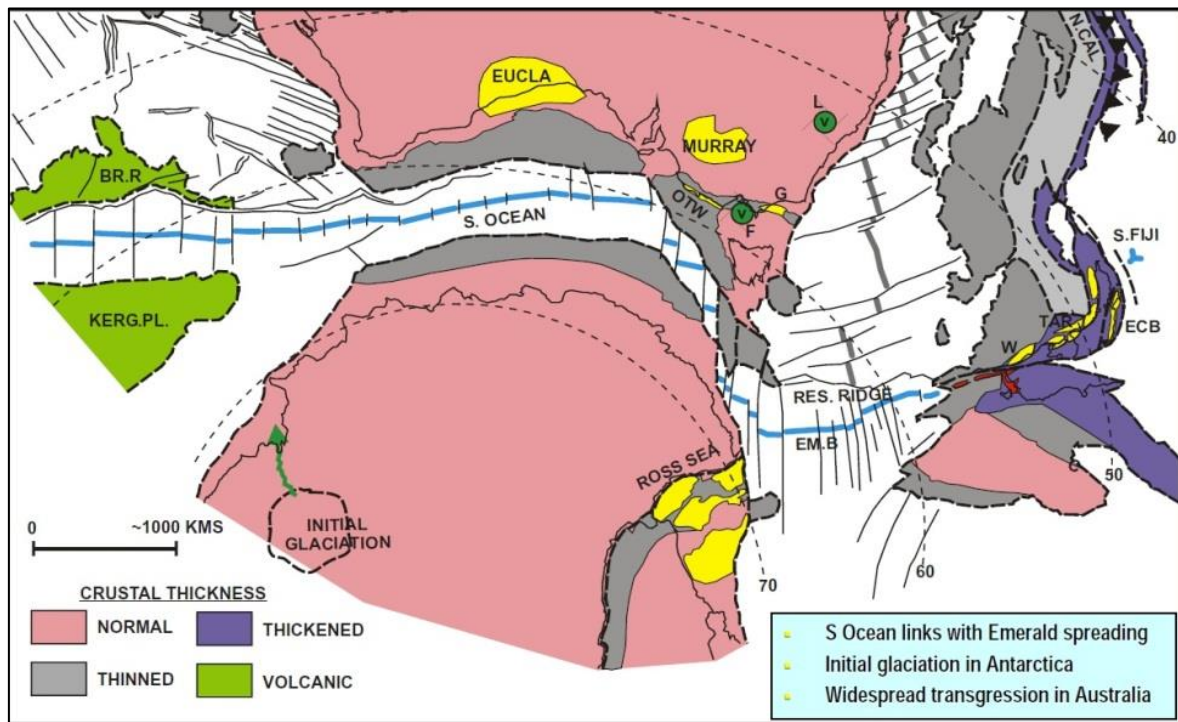 EUCLA
L
V
N.CAL
40
BR.R
MURRAY
G
OTW
V
F
S. OCEAN
S.FIJI
KERG.PL.
TAR
ECB
W
RES. RIDGE
EM.B
ROSS SEA
C
50
60
70
INITIAL
GLACIATION
0 ~1000 KMS
CRUSTAL THICKNESS
NORMAL THICKENED
THINNED VOLCANIC
S Ocean links with Emerald spreading
Initial glaciation in Antarctica
Widespread transgression in Australia